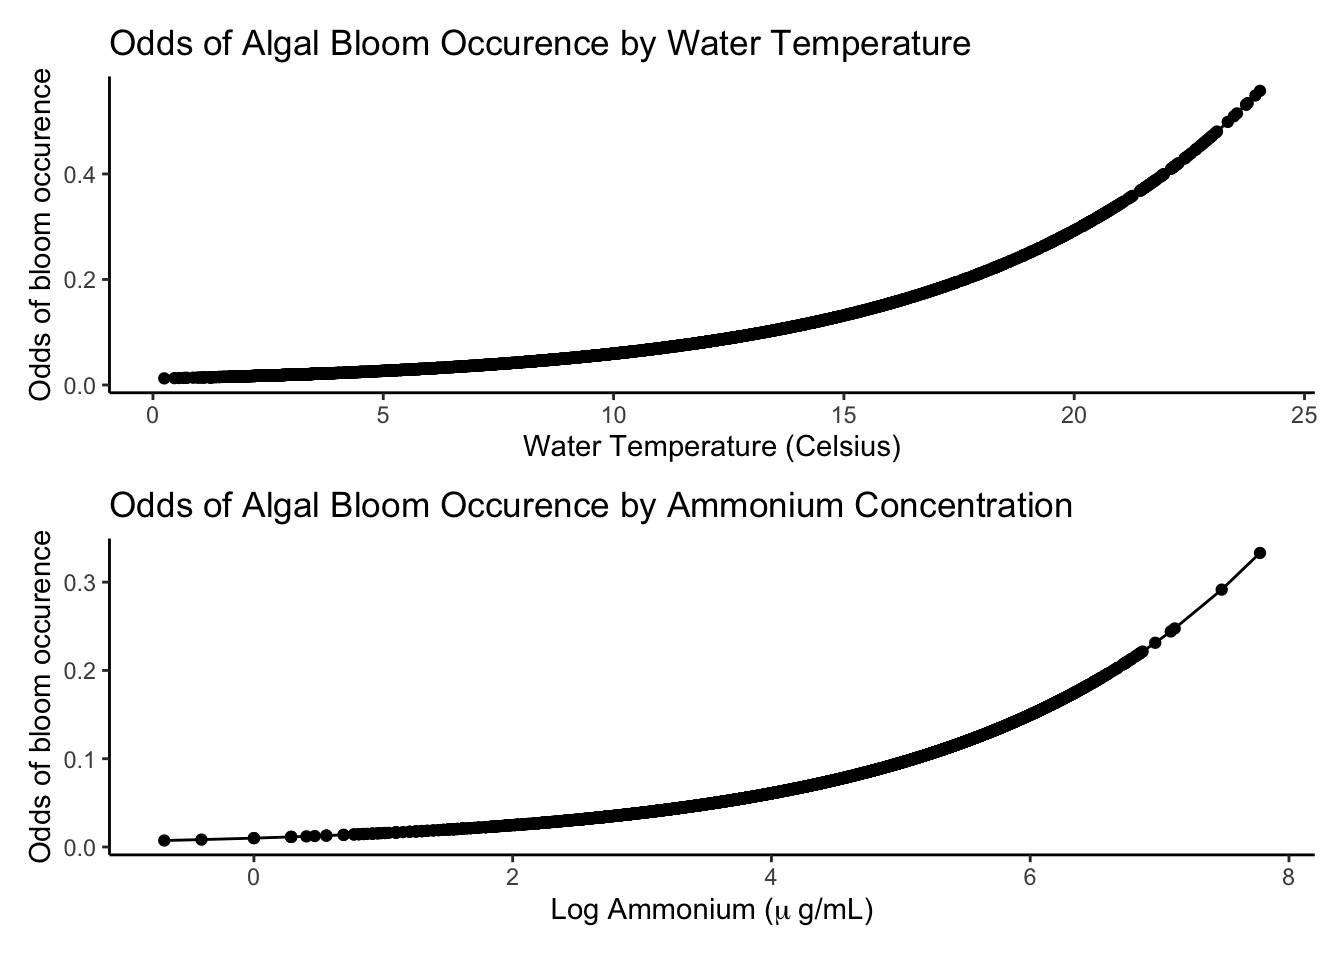 Odds of Algal Bloom Occurence by Water Temperature
Odds of bloom occurence
0.4
0.2
0.0
0 5 10 15 20 25
Water Temperature (Celsius)
Odds of Algal Bloom Occurence by Ammonium Concentration
Odds of bloom occurence
0.3
0.2
0.1
0.0
0 2 4 6 8
Log Ammonium (μ g/mL)